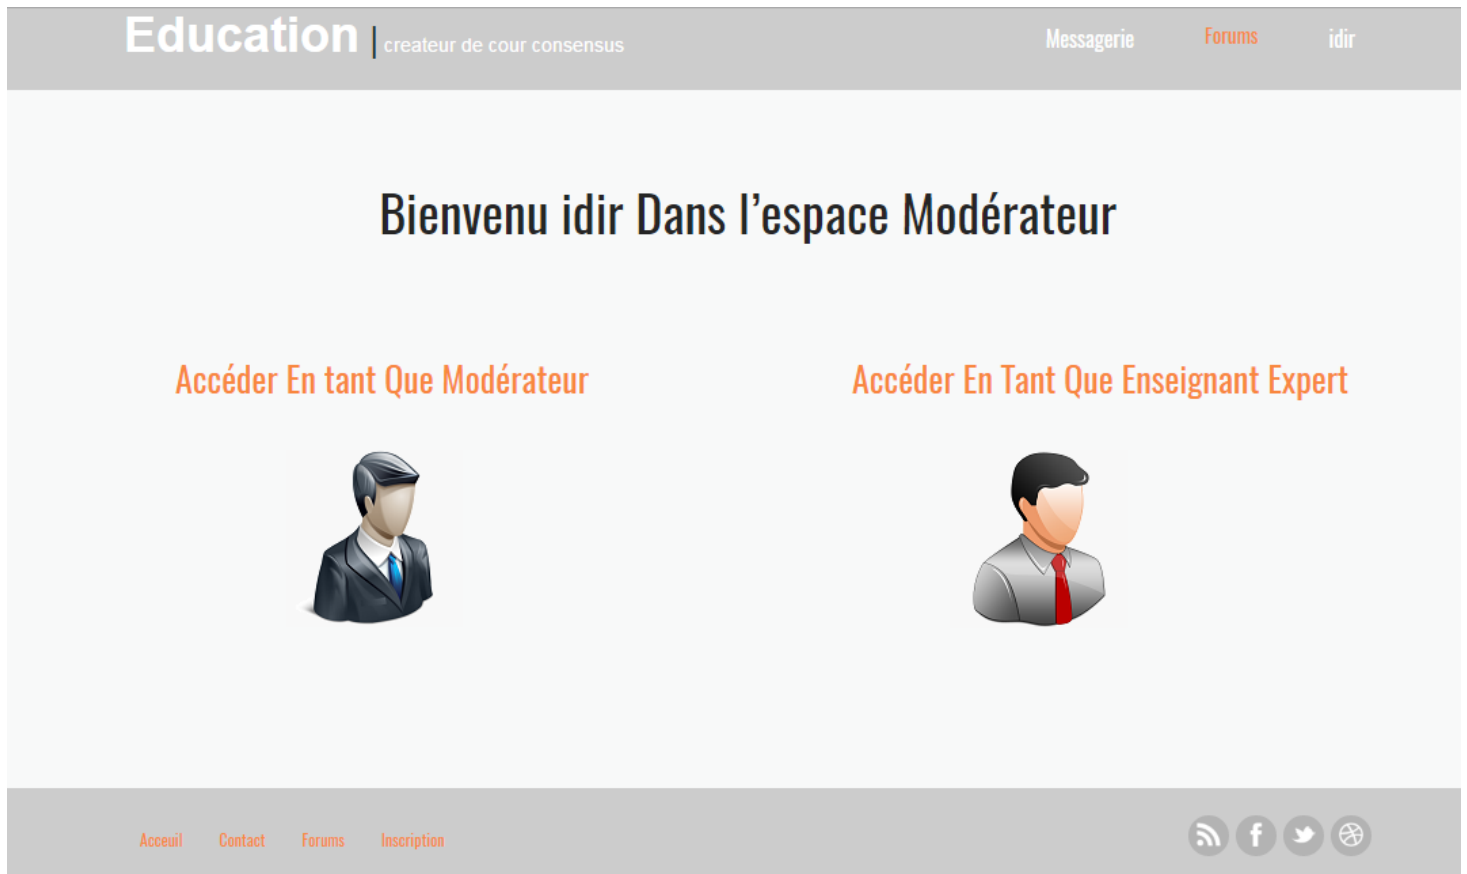 Education | createur de cour consensus
Messagerie Forums idir
Bienvenu idir Dans l’espace Modérateur
Accéder En tant Que Modérateur
Accéder En Tant Que Enseignant Expert
Acceuil Contact Forums Inscription